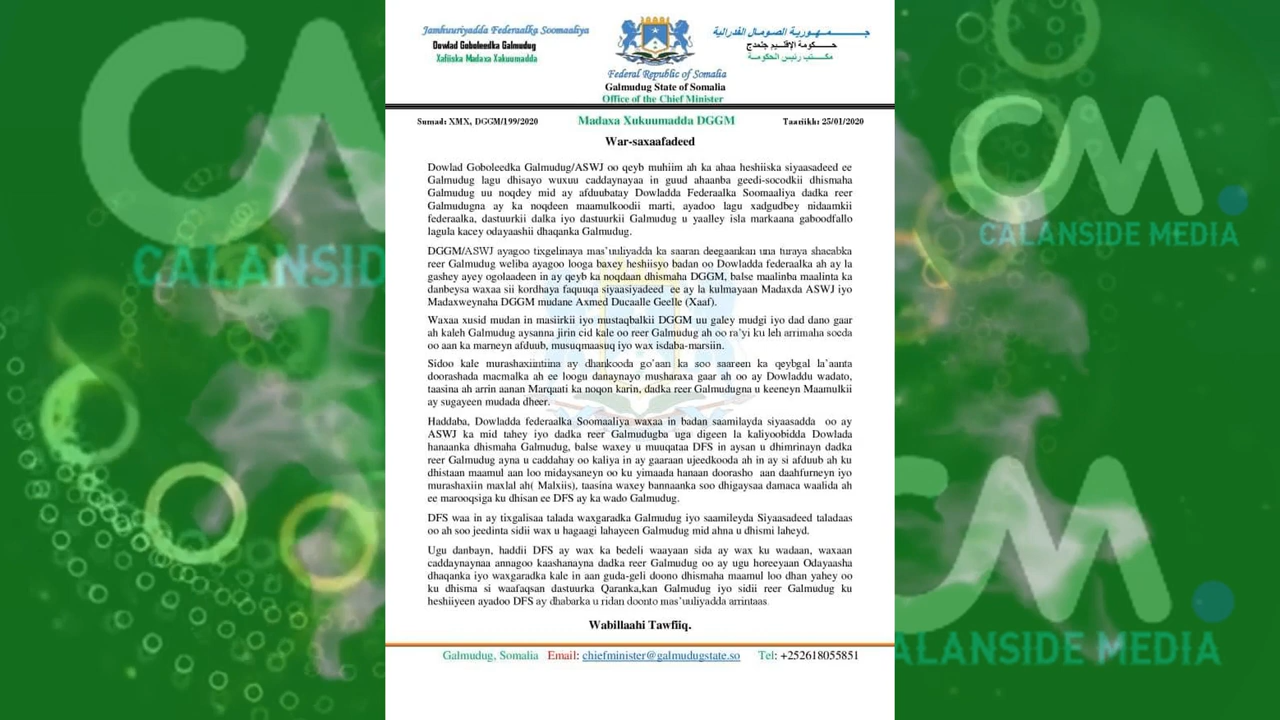 Jamhuuriyadda Federaalka Soomaaliya
Dowlad Goboleedka Galmudug
Xafiiska Madaxa Xukuumadda
جـمـهـورية الصومال الفدرالية
حـكـومة الإقليم جلمدج
مكـتـب رئيس الحكومة
Federal Republic of Somalia
Galmudug State of Somalia
Office of the Chief Minister
Sumad: XMX, DGGM/199/2020
Madaxa Xukuumadda DGGM
Taariikh: 25/01/2020
War-saxaafadeed
Dowlad Goboleedka Galmudug/ASWJ oo qeyb muhiim ah ka ahaa heshiiska siyaasadeed ee
Galmudug lagu dhisayo wuxuu caddaynayaa in guud ahaanba geedi-socodkii dhismaha
Galmudug uu noqdey mid ay afduubatay Dowladda Federaalka Soomaaliya dadka reer
Galmudugna ay ka noqdeen maamulkoodii marti, ayadoo lagu xadgudbey nidaamkii
federaalka, dastuurkii dalka iyo dastuurkii Galmudug u yaalley isla markaana gaboodfallo
lagula kacey odayaashii dhaqanka Galmudug.
DGGM/ASWJ ayagoo tixgelinaya mas'uuliyadda ka saaran deegaankan una turaya shacabka
reer Galmudug weliba ayagoo looga baxey heshiisyo badan oo Dowladda federaalka ah ay la
gashey ayey ogolaadeen in ay qeyb ka noqdaan dhismaha DGGM, balse maalinba maalinta ka
danbeysa waxaa sii kordhaya faquuqa siyaasiyadeed ee ay la kulmayaan Madaxda ASWJ iyo
Madaxweynaha DGGM mudane Axmed Ducaalle Geelle (Xaaf).
Waxaa xusid mudan in masiirkii iyo mustaqbalkii DGGM uu galey mudgi iyo dad dano gaar
ah kaleh Galmudug aysanna jirin cid kale oo reer Galmudug ah oo ra'yi ku leh arrimaha socda
oo aan ka marneyn afduub, musuqmaasuq iyo wax isdaba-marsiin.
Sidoo kale murashaxiintiina ay dhankooda go'aan ka soo saareen ka qeybgal la'aanta
doorashada macmalka ah ee loogu danaynayo musharaxa gaar ah oo ay Dowladdu wadato,
taasina ah arrin aanan Marqaati ka noqon karin, dadka reer Galmudugna u keeneyn Maamulkii
ay sugayeen mudada dheer.
Haddaba, Dowladda federaalka Soomaaliya waxaa in badan saamilayda siyaasadda oo ay
ASWJ ka mid tahey iyo dadka reer Galmudugba uga digeen la kaliyoobidda Dowlada
hanaanka dhismaha Galmudug, balse waxey u muuqataa DFS in aysan u dhimrinayn dadka
reer Galmudug ayna u caddahay oo kaliya in ay gaaraan ujeedkooda ah in ay si afduub ah ku
dhistaan maamul aan loo midaysaneyn oo ku yimaada hanaan doorasho aan daahfurneyn iyo
murashaxiin maxlal ah( Malxiis), taasina waxey bannaanka soo dhigaysaa damaca waalida ah
ee marooqsiga ku dhisan ee DFS ay ka wado Galmudug.
DFS waa in ay tixgalisaa talada waxgaradka Galmudug iyo saamileyda Siyaasadeed taladaas
oo ah soo jeedinta sidii wax u hagaagi lahayeen Galmudug mid ahna u dhismi laheyd.
Ugu danbayn, haddii DFS ay wax ka bedeli waayaan sida ay wax ku wadaan, waxaan
caddaynaynaa annagoo kaashanayna dadka reer Galmudug oo ay ugu horeeyaan Odayaasha
dhaqanka iyo waxgaradka kale in aan guda-geli doono dhismaha maamul loo dhan yahey oo
ku dhisma si waafaqsan dastuurka Qaranka,kan Galmudug iyo sidii reer Galmudug ku
heshiiyeen ayadoo DFS ay dhabarka u ridan doonto mas'uuliyadda arrintaas
Wabillaahi Tawfiiq.
Galmudug, Somalia Email: chiefminister@galmudugstate.so Tel: +252618055851
CM
CALANSIDE MEDIA
CM
CALANSIDE MEDIA
CM
CALANSIDE MEDIA